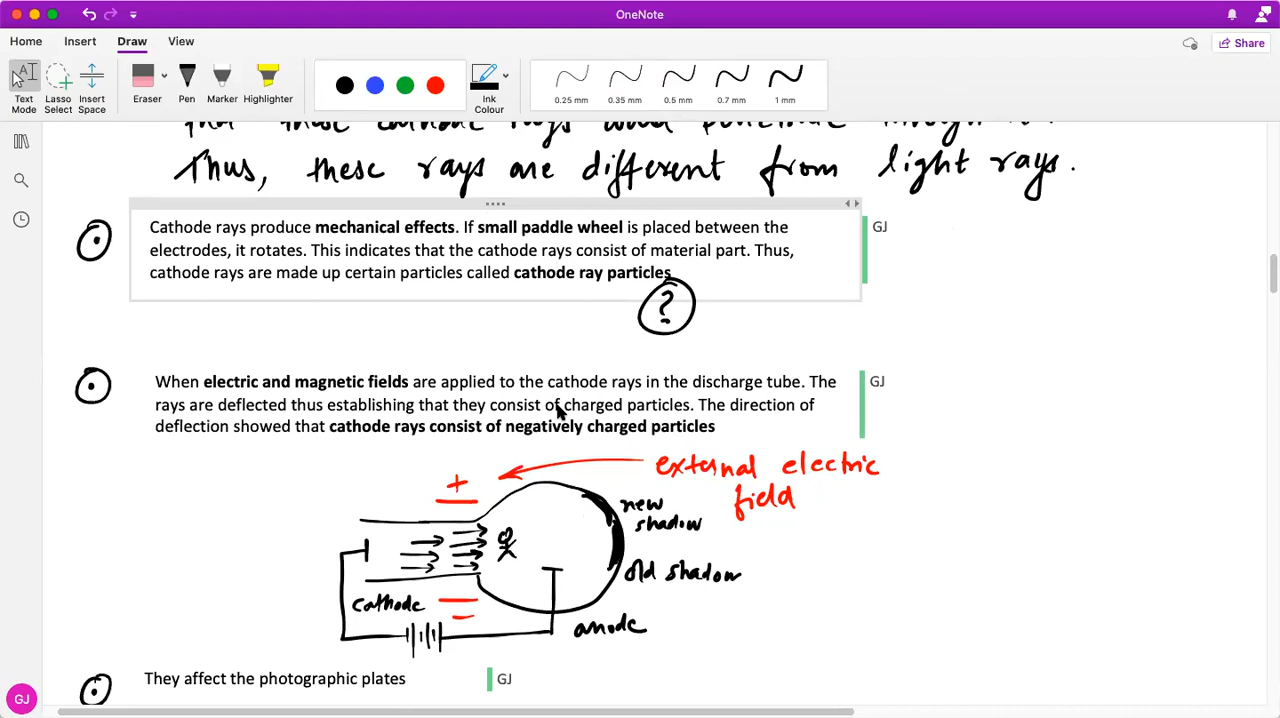 OneNote
Home Insert Draw View
Share
Text Mode
Lasso Select
Insert Space
Eraser
Pen
Marker
Highlighter
Ink Colour
0.25 mm
0.35 mm
0.5 mm
0.7 mm
1 mm
that these cathode rays
Thus, these rays are different from light rays.
Cathode rays produce mechanical effects. If small paddle wheel is placed between the
electrodes, it rotates. This indicates that the cathode rays consist of material part. Thus,
cathode rays are made up certain particles called cathode ray particles
GJ
?
When electric and magnetic fields are applied to the cathode rays in the discharge tube. The
rays are deflected thus establishing that they consist of charged particles. The direction of
deflection showed that cathode rays consist of negatively charged particles
GJ
external electric
field
+
new
shadow
old shadow
cathode
anode
They affect the photographic plates
GJ
GJ